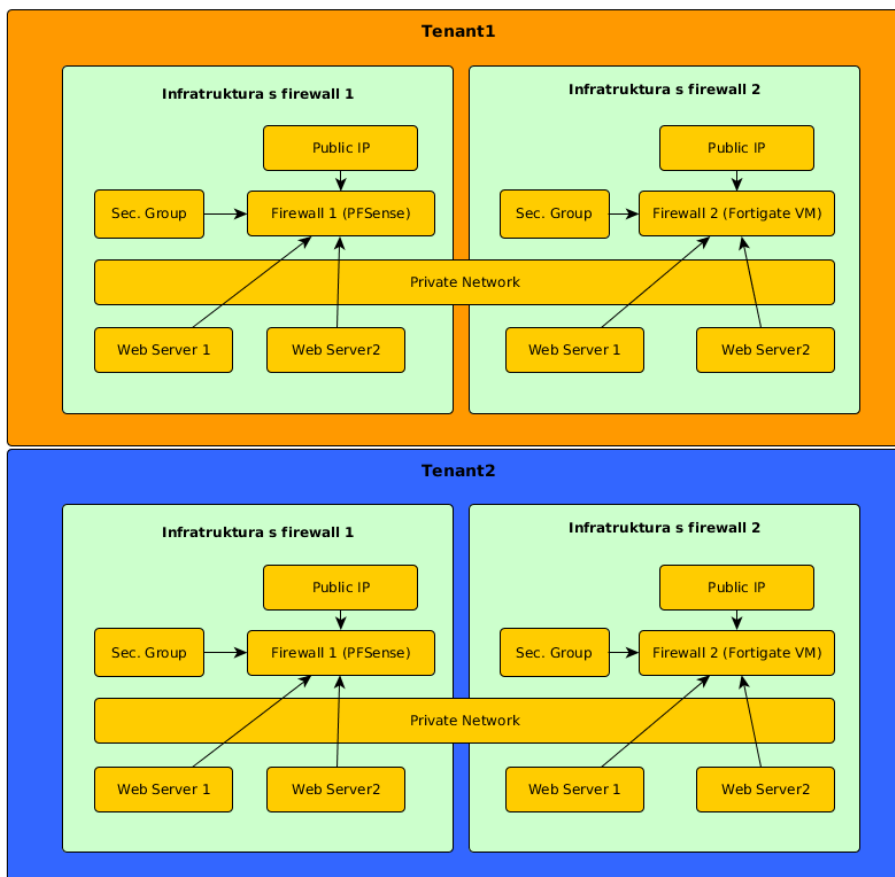 Tenant1
Infratruktura s firewall 1
Public IP
Sec. Group
Firewall 1 (PFSense)
Infratruktura s firewall 2
Public IP
Sec. Group
Firewall 2 (Fortigate VM)
Private Network
Web Server 1
Web Server2
Web Server 1
Web Server2
Tenant2
Infratruktura s firewall 1
Public IP
Sec. Group
Firewall 1 (PFSense)
Infratruktura s firewall 2
Public IP
Sec. Group
Firewall 2 (Fortigate VM)
Private Network
Web Server 1
Web Server2
Web Server 1
Web Server2